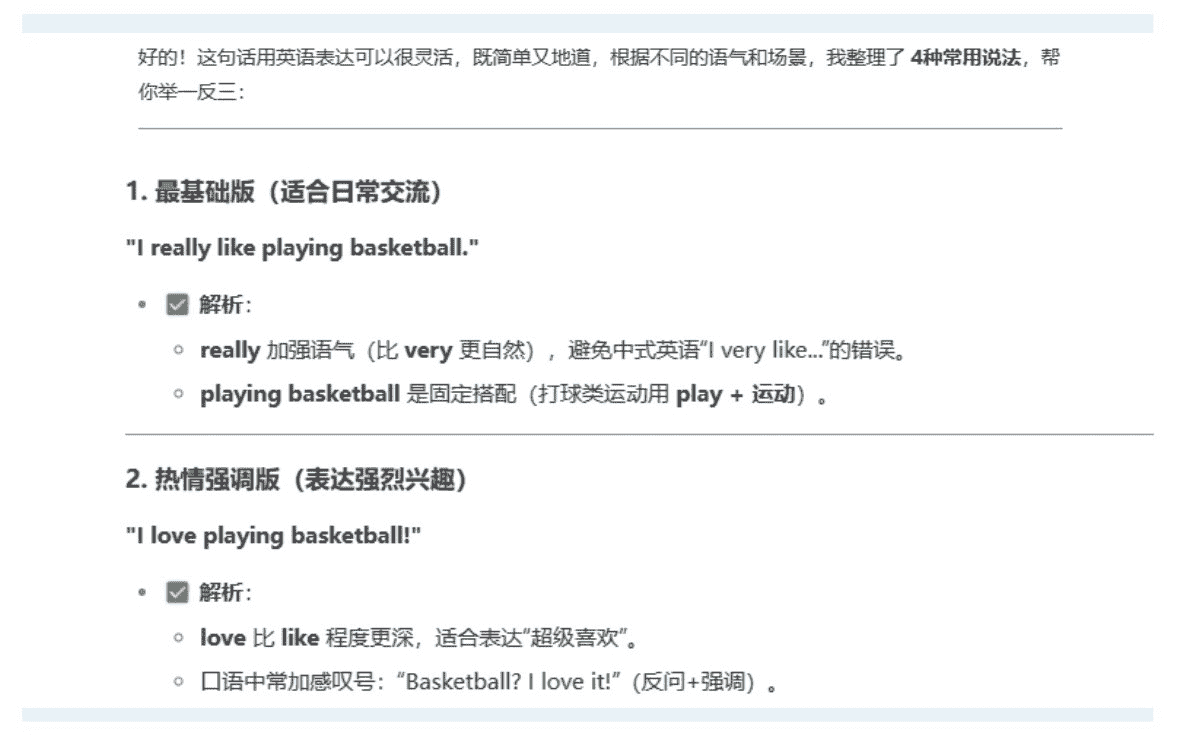 好的！这句话用英语表达可以很灵活，既简单又地道，根据不同的语气和场景，我整理了 4种常用说法，帮
你举一反三：
1. 最基础版（适合日常交流）
"I really like playing basketball."
• ☑ 解析：
○ really 加强语气（比 very 更自然），避免中式英语“I very like...”的错误。
○ playing basketball 是固定搭配（打球类运动用 play + 运动）。
2. 热情强调版（表达强烈兴趣）
"I love playing basketball!"
• ☑ 解析：
○ love 比 like 程度更深，适合表达“超级喜欢”。
○ 口语中常加感叹号：“Basketball? I love it!”（反问+强调）。